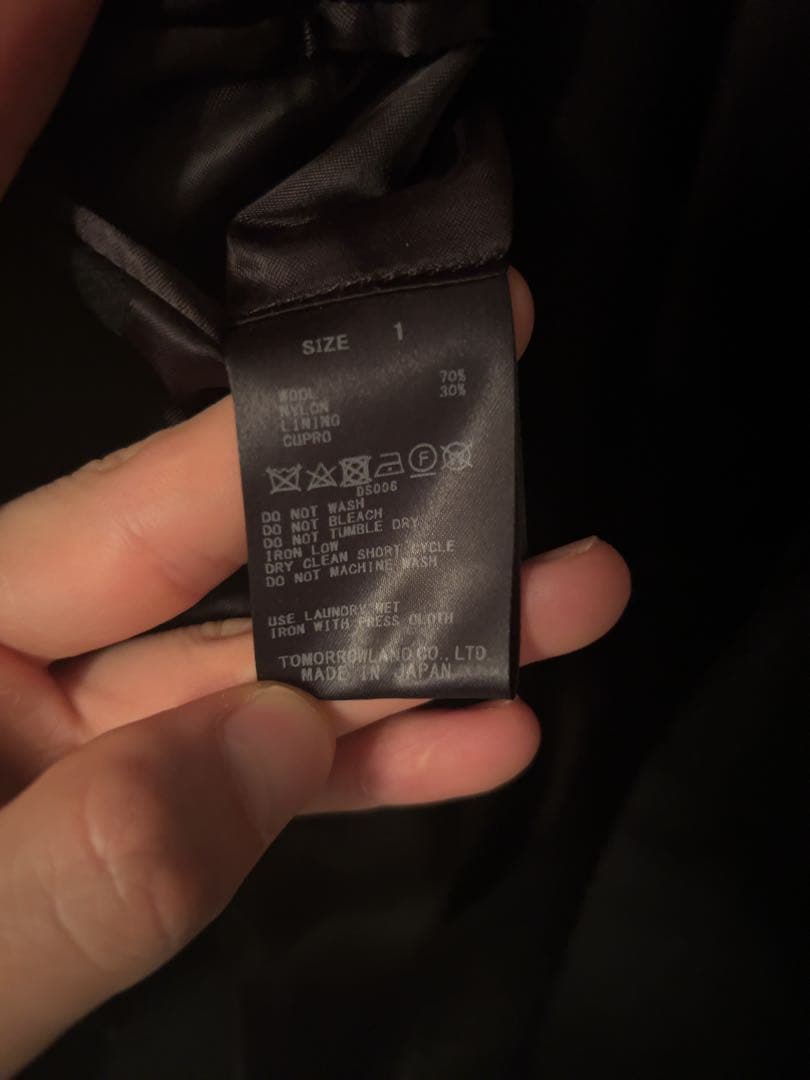 SIZE 1
WOOL 70%
NYLON 30%
LINING
CUPRO
F
DS006
DO NOT WASH
DO NOT BLEACH
DO NOT TUMBLE DRY
IRON LOW
DRY CLEAN SHORT CYCLE
DO NOT MACHINE WASH
USE LAUNDRY NET
IRON WITH PRESS CLOTH
TOMORROWLAND CO., LTD
MADE IN JAPAN